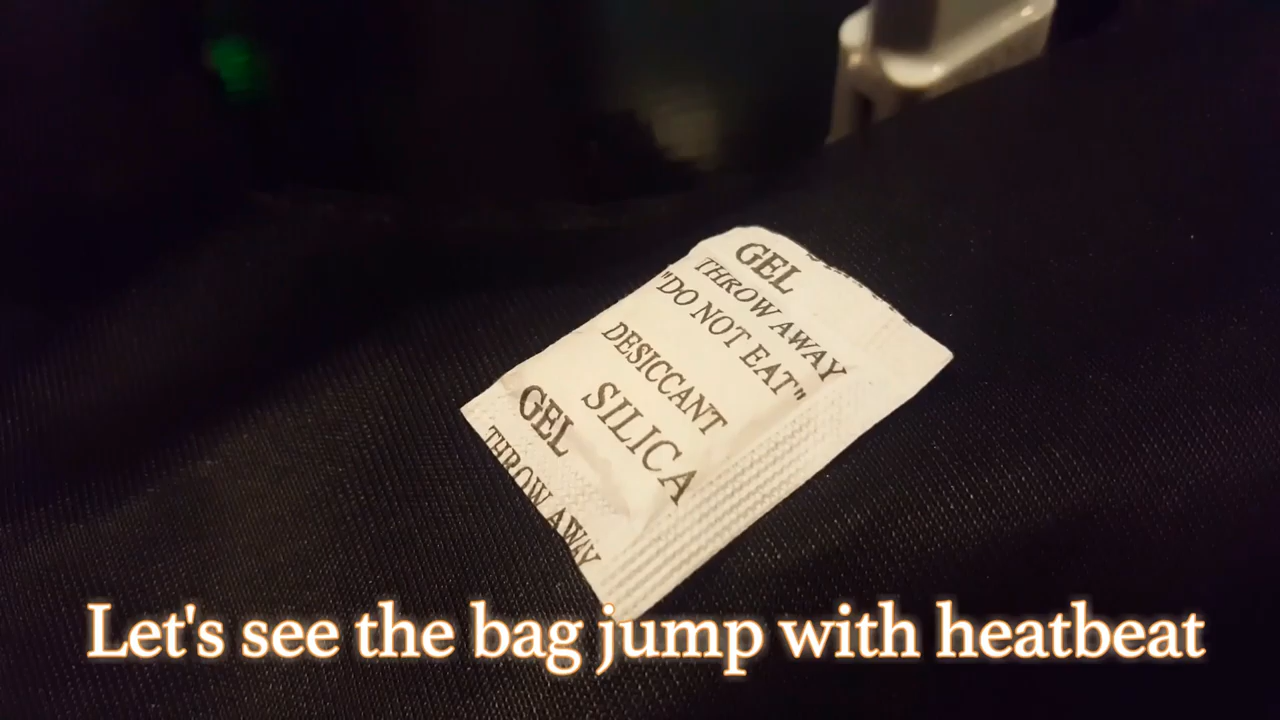 GEL
THROW AWAY
"DO NOT EAT"
DESICCANT
SILICA
GEL
THROW AWAY
Let's see the bag jump with heatbeat